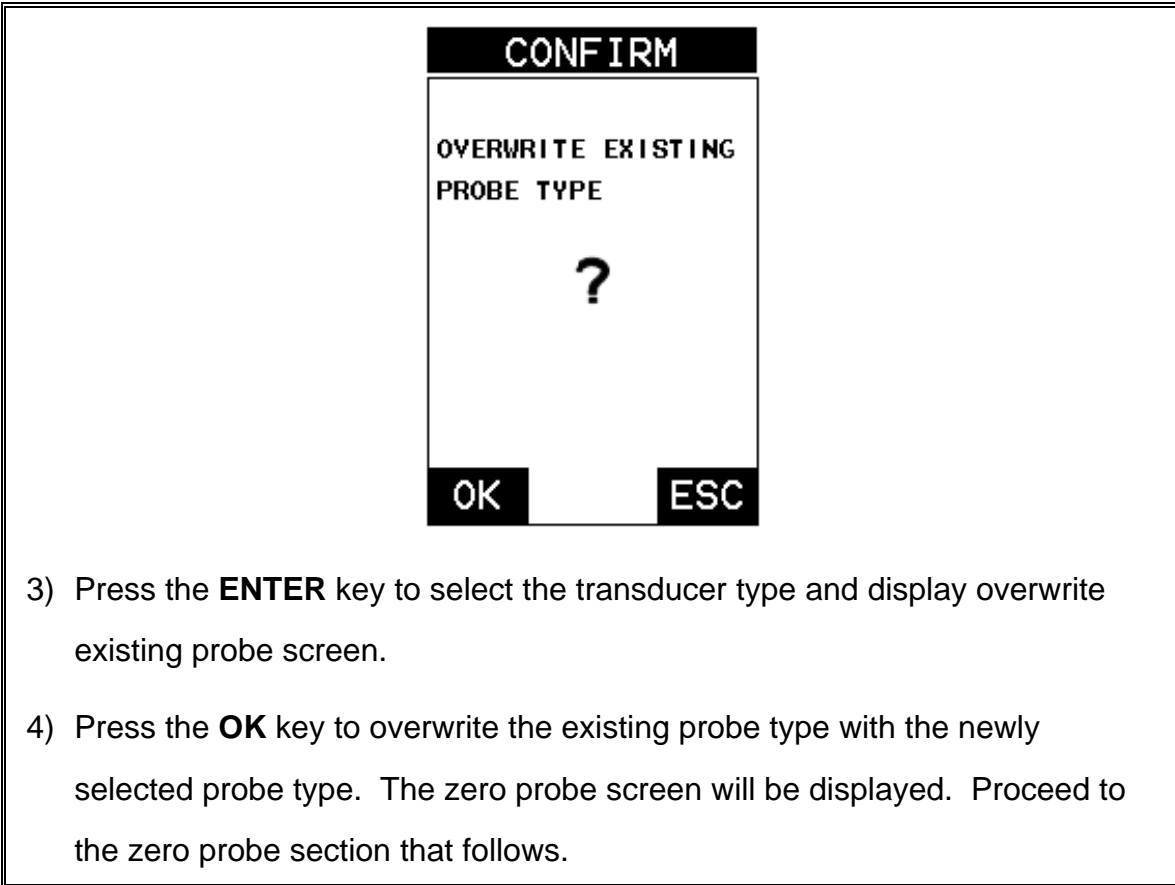 CONFIRM
OVERWRITE EXISTING
PROBE TYPE
?
OK ESC
3) Press the ENTER key to select the transducer type and display overwrite
existing probe screen.
4) Press the OK key to overwrite the existing probe type with the newly
selected probe type.  The zero probe screen will be displayed.  Proceed to
the zero probe section that follows.